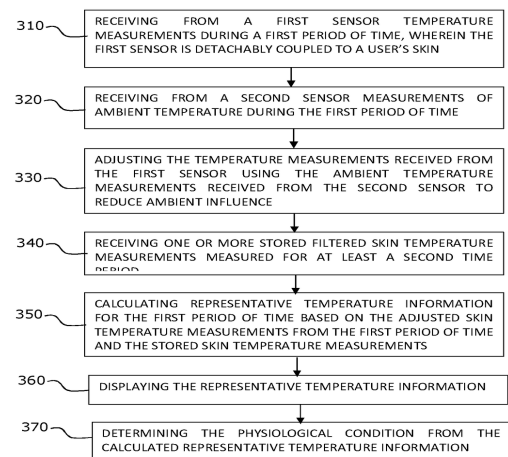 310
RECEIVING FROM A FIRST SENSOR TEMPERATURE
MEASUREMENTS DURING A FIRST PERIOD OF TIME, WHEREIN THE
FIRST SENSOR IS DETACHABLY COUPLED TO A USER'S SKIN
320
RECEIVING FROM A SECOND SENSOR MEASUREMENTS OF
AMBIENT TEMPERATURE DURING THE FIRST PERIOD OF TIME
330
ADJUSTING THE TEMPERATURE MEASUREMENTS RECEIVED FROM
THE FIRST SENSOR USING THE AMBIENT TEMPERATURE
MEASUREMENTS RECEIVED FROM THE SECOND SENSOR TO
REDUCE AMBIENT INFLUENCE
340
RECEIVING ONE OR MORE STORED FILTERED SKIN TEMPERATURE
MEASUREMENTS MEASURED FOR AT LEAST A SECOND TIME
PERIOD
350
CALCULATING REPRESENTATIVE TEMPERATURE INFORMATION
FOR THE FIRST PERIOD OF TIME BASED ON THE ADJUSTED SKIN
TEMPERATURE MEASUREMENTS FROM THE FIRST PERIOD OF TIME
AND THE STORED SKIN TEMPERATURE MEASUREMENTS
360
DISPLAYING THE REPRESENTATIVE TEMPERATURE INFORMATION
370
DETERMINING THE PHYSIOLOGICAL CONDITION FROM THE
CALCULATED REPRESENTATIVE TEMPERATURE INFORMATION